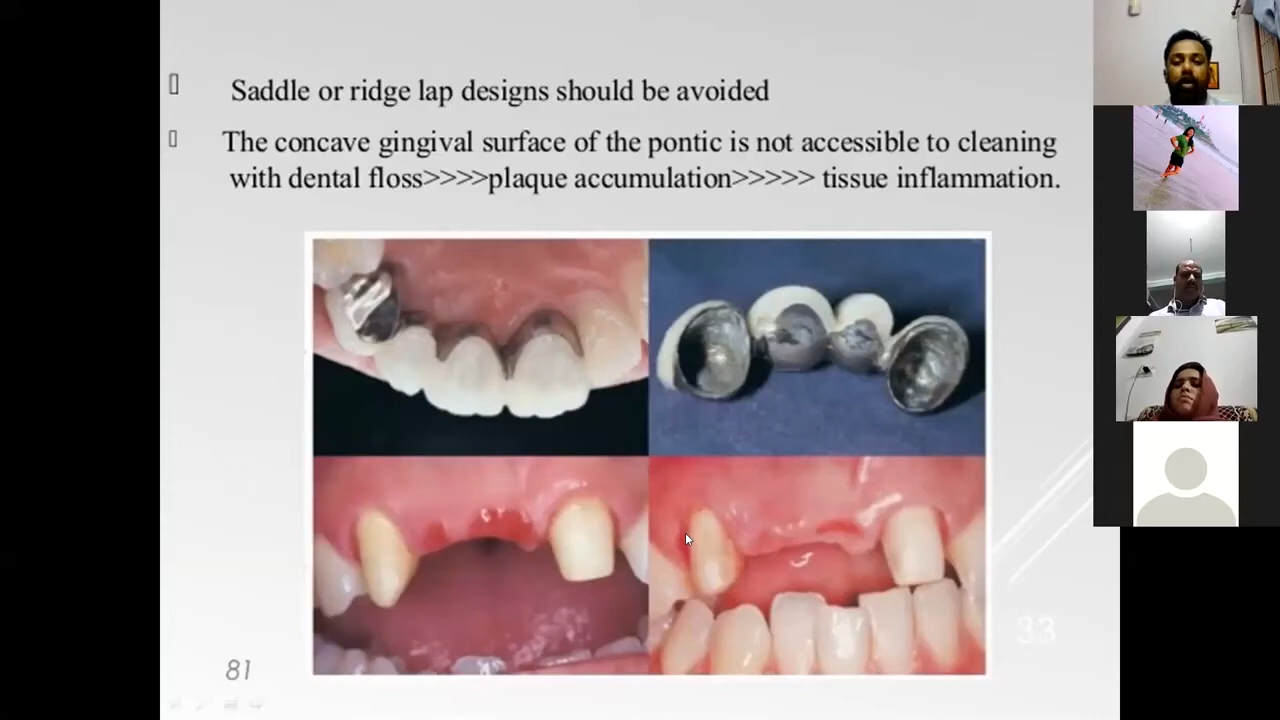 Saddle or ridge lap designs should be avoided
The concave gingival surface of the pontic is not accessible to cleaning
with dental floss>>>>plaque accumulation>>>>> tissue inflammation.
33
81